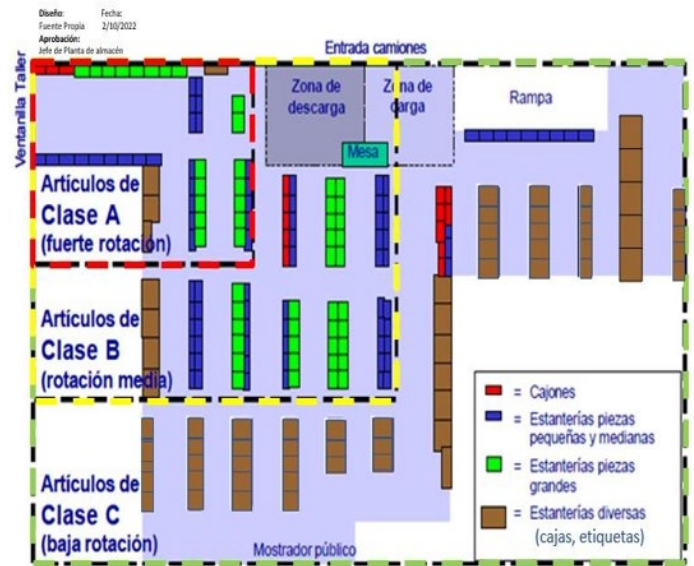 Diseño: Fecha:
Fuente Propia 2/10/2022
Aprobación:
Jefe de Planta de almacén
Entrada camiones
Ventanilla Taller
Zona de
descarga
Zona de
carga
Rampa
Mesa
Artículos de
Clase A
(fuerte rotación)
Artículos de
Clase B
(rotación media)
Artículos de
Clase C
(baja rotación)
Mostrador público
= Cajones
= Estanterías piezas
pequeñas y medianas
= Estanterías piezas
grandes
= Estanterías diversas
(cajas, etiquetas)